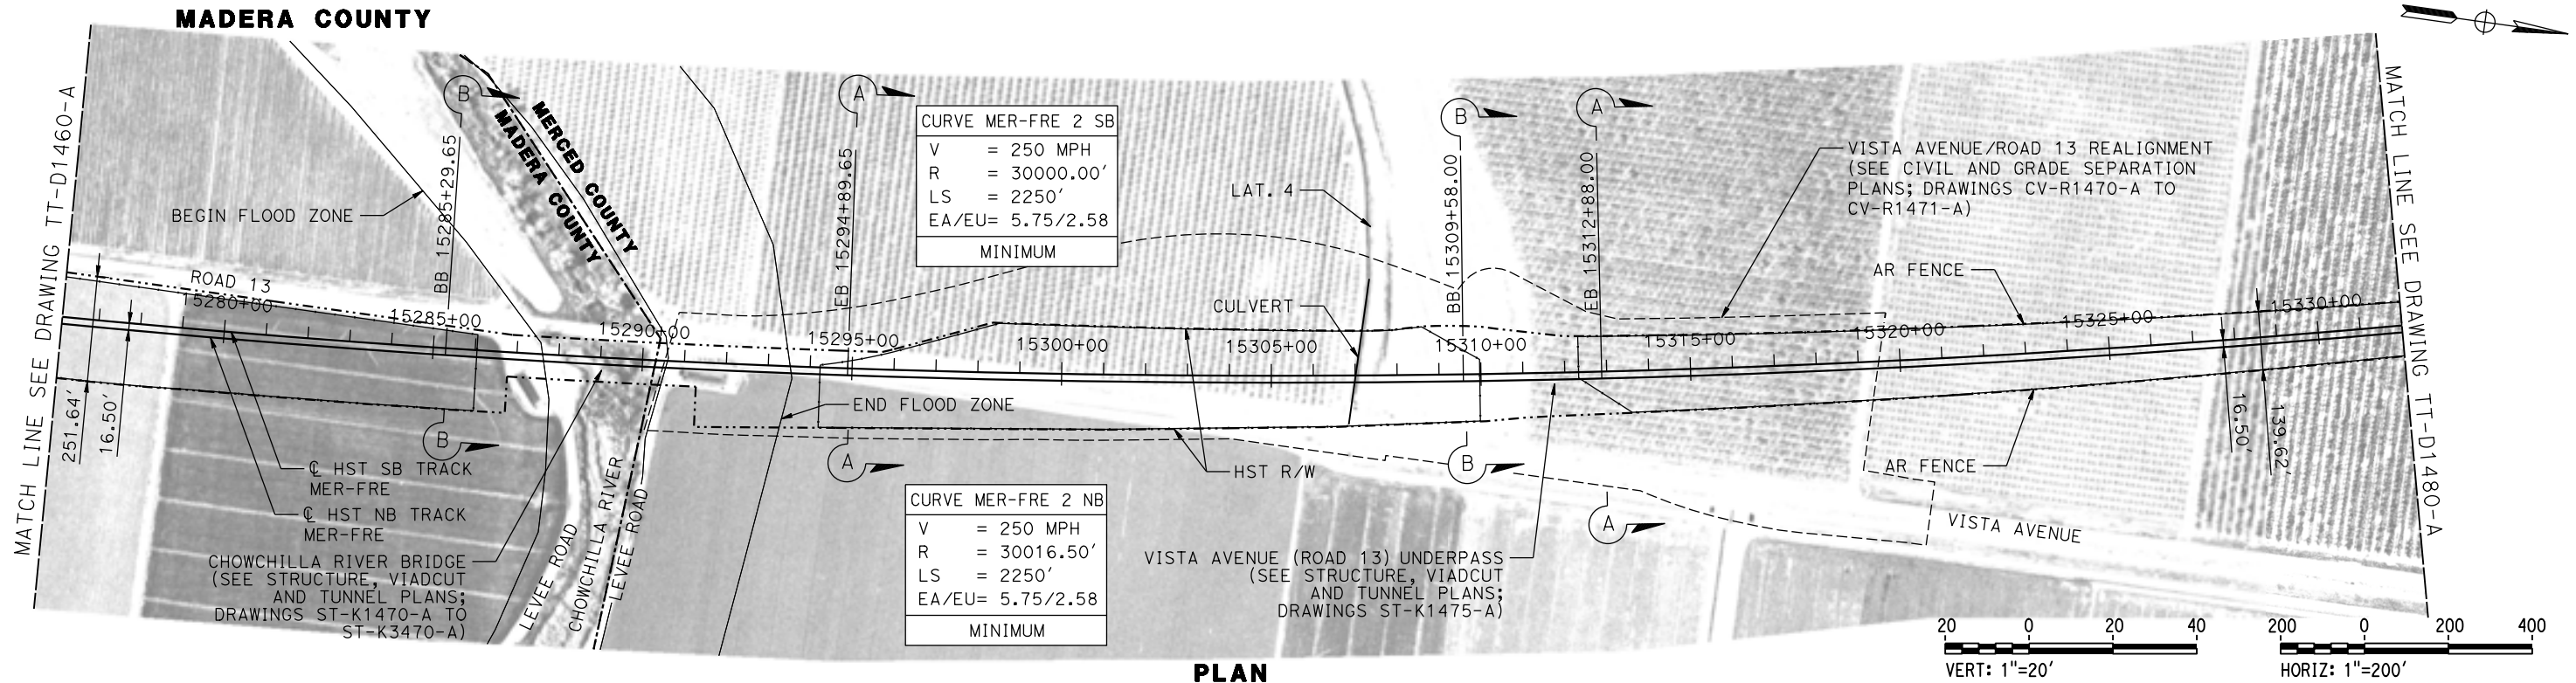 MADERA COUNTY
MATCH LINE SEE DRAWING TT-D1460-A
BEGIN FLOOD ZONE
B
BB 15285+29.65
MERCED COUNTY
MADERA COUNTY
A
EB 15294+89.65
CURVE MER-FRE 2 SB
V = 250 MPH
R = 30000.00'
LS = 2250'
EA/EU= 5.75/2.58
MINIMUM
LAT. 4
CULVERT
B
BB 15309+58.00
A
EB 15312+88.00
VISTA AVENUE/ROAD 13 REALIGNMENT
(SEE CIVIL AND GRADE SEPARATION
PLANS; DRAWINGS CV-R1470-A TO
CV-R1471-A)
AR FENCE
MATCH LINE SEE DRAWING TT-D1480-A
ROAD 13
15280+00
15285+00
15290+00
15295+00
15300+00
15305+00
15310+00
15315+00
15320+00
15325+00
15330+00
251.64'
16.50'
B
A
B
A
END FLOOD ZONE
HST R/W
AR FENCE
16.50'
139.62'
℄ HST SB TRACK
MER-FRE
℄ HST NB TRACK
MER-FRE
CHOWCHILLA RIVER BRIDGE
(SEE STRUCTURE, VIADCUT
AND TUNNEL PLANS;
DRAWINGS ST-K1470-A TO
ST-K3470-A)
LEVEE ROAD
CHOWCHILLA RIVER
LEVEE ROAD
CURVE MER-FRE 2 NB
V = 250 MPH
R = 30016.50'
LS = 2250'
EA/EU= 5.75/2.58
MINIMUM
VISTA AVENUE (ROAD 13) UNDERPASS
(SEE STRUCTURE, VIADCUT
AND TUNNEL PLANS;
DRAWINGS ST-K1475-A)
VISTA AVENUE
20 0 20 40
VERT: 1"=20'
200 0 200 400
HORIZ: 1"=200'
PLAN